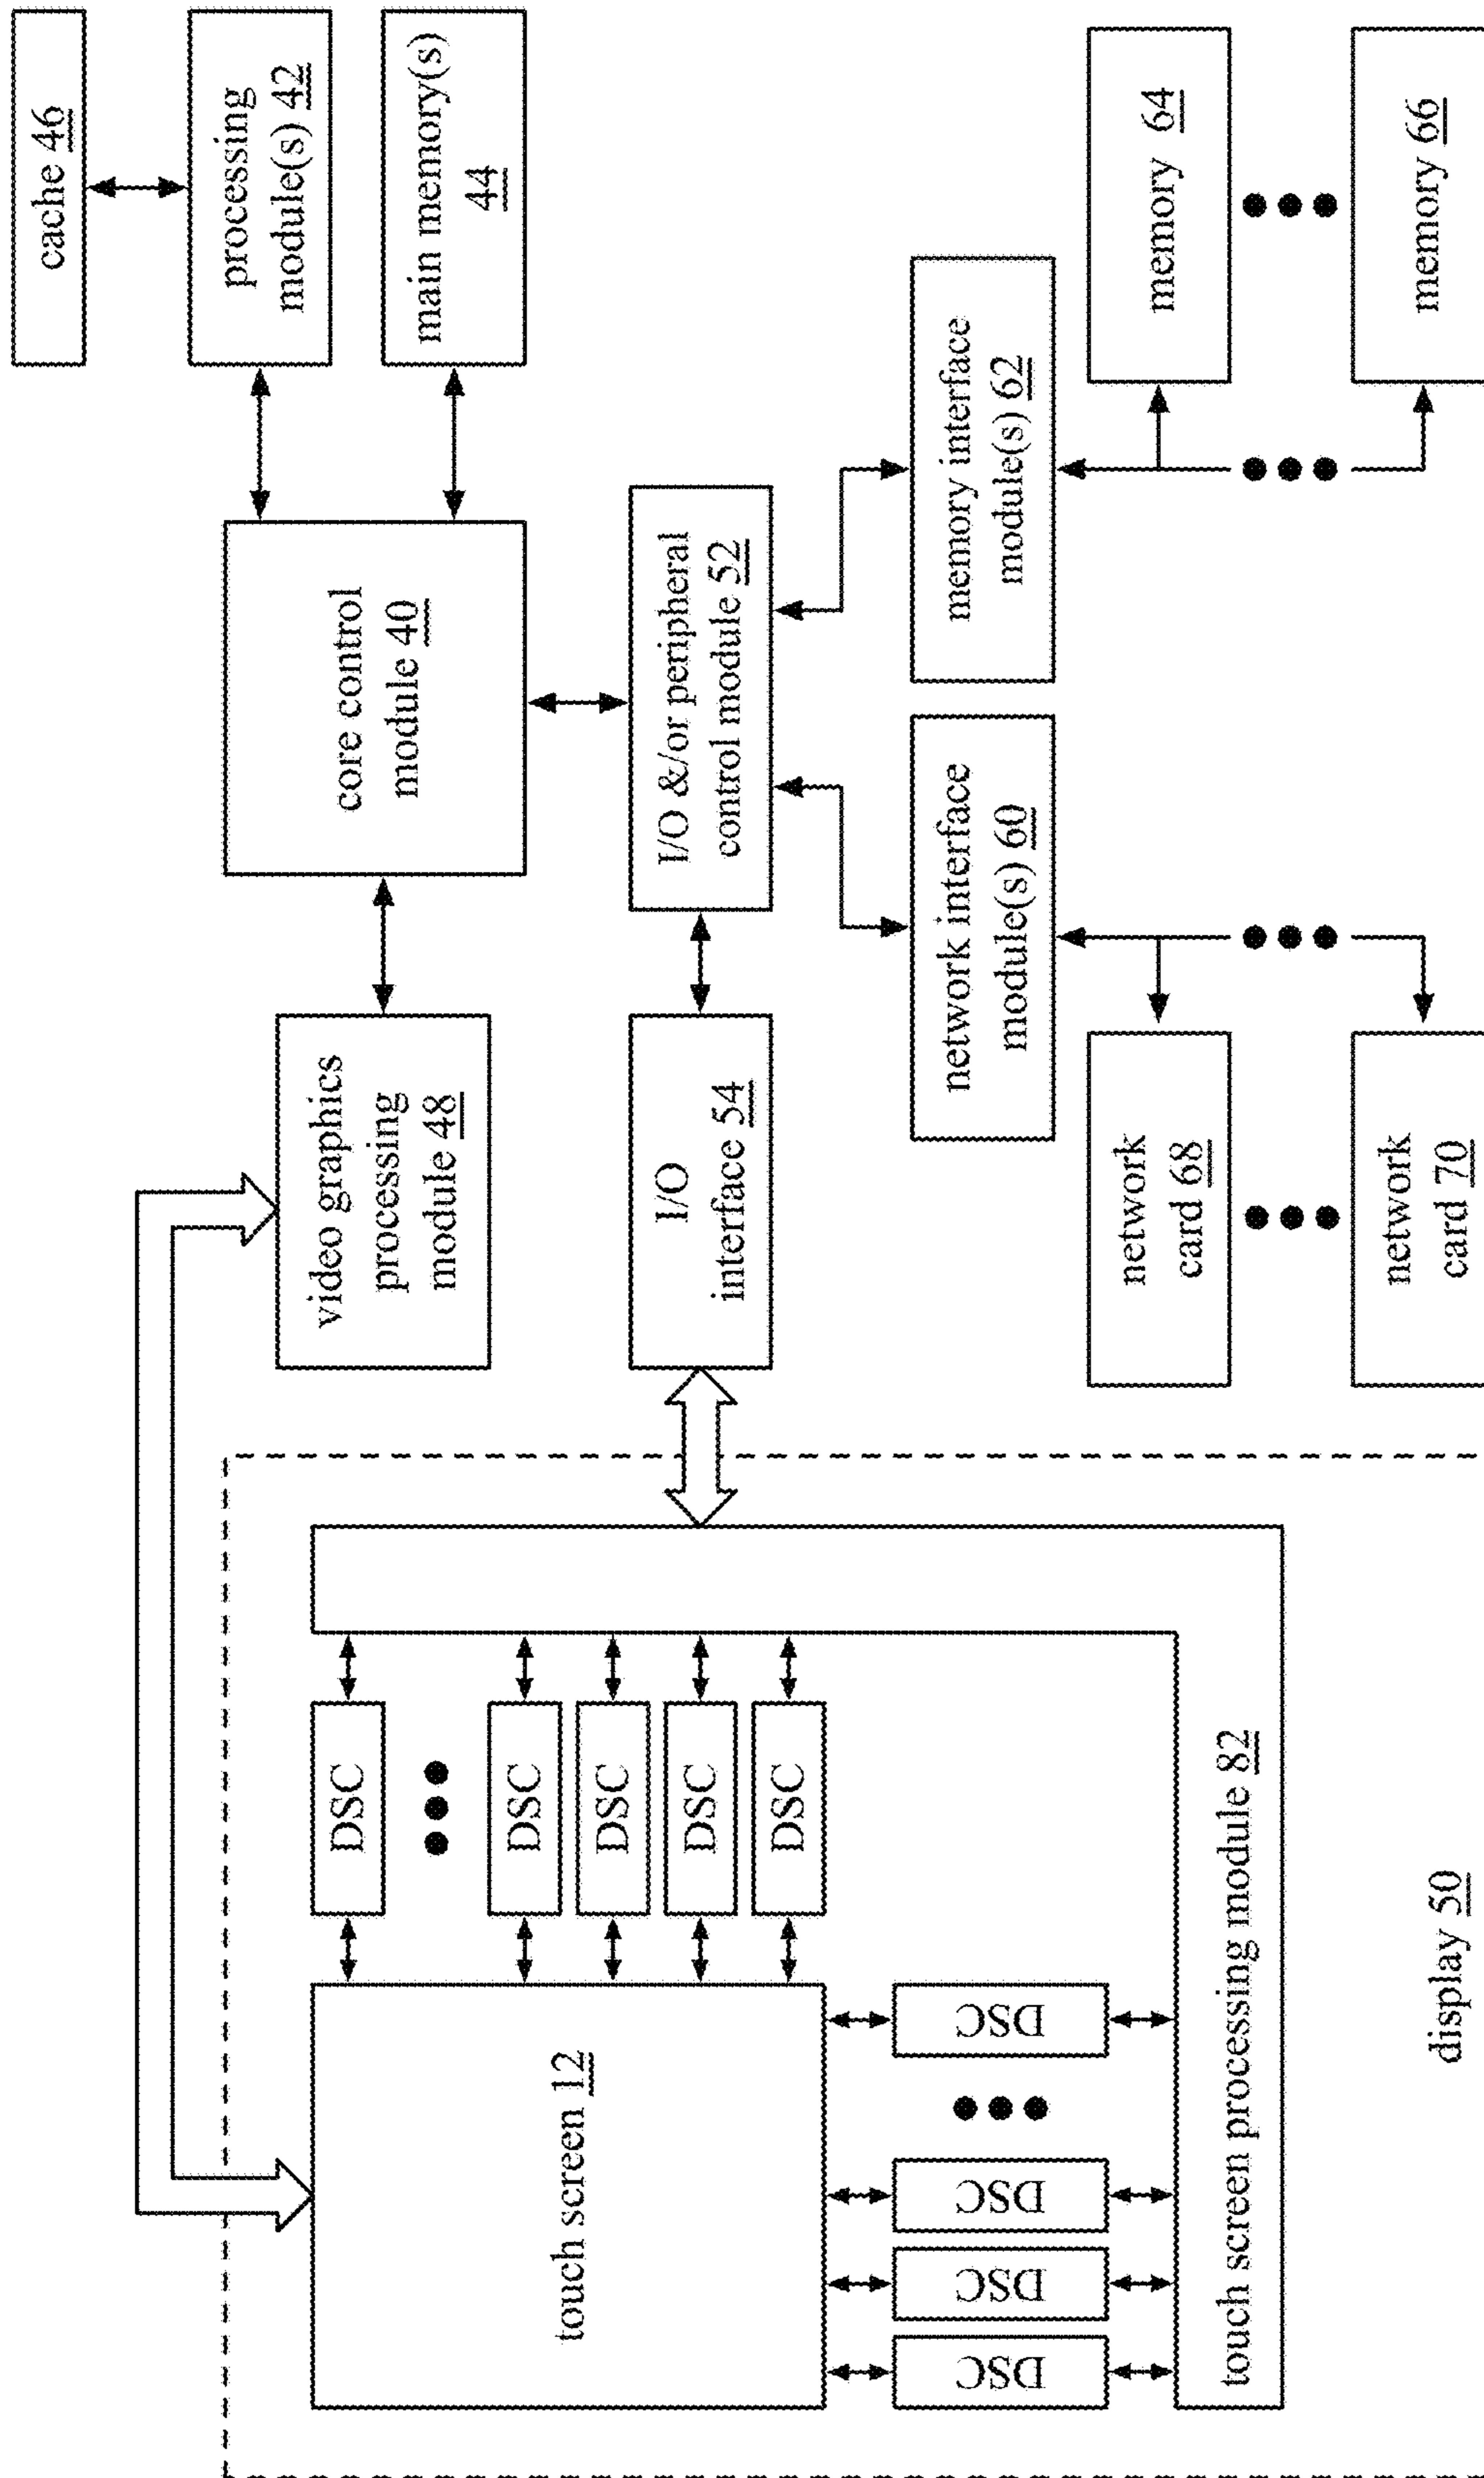 cache 46
processing
module(s) 42
main memory(s)
44
core control
module 40
video graphics
processing
module 48
I/O &/or peripheral
control module 52
I/O
interface 54
touch screen 12
DSC
DSC
DSC
DSC
DSC
DSC
DSC
DSC
DSC
touch screen processing module 82
display 50
network interface
module(s) 60
memory interface
module(s) 62
network
card 68
network
card 70
memory 64
memory 66